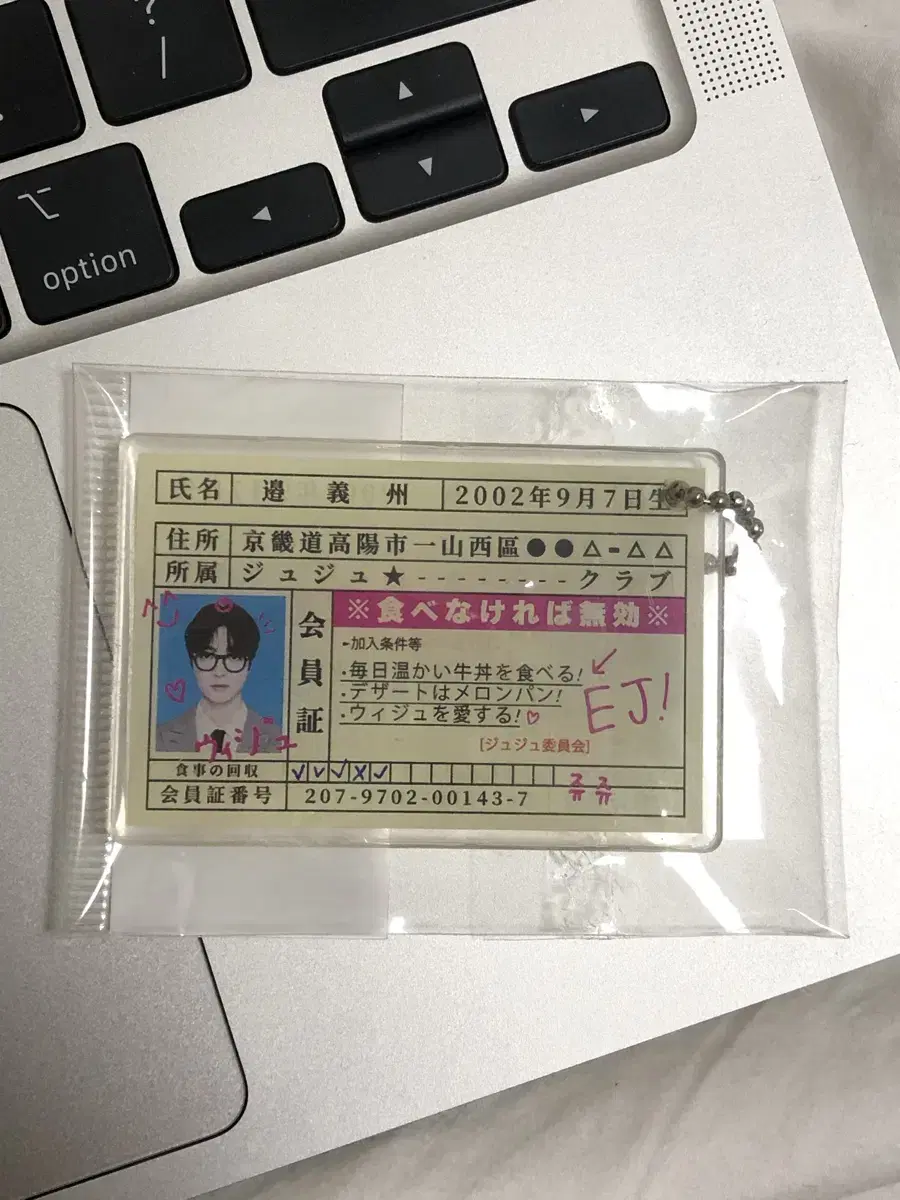 ?
/
option
氏名 邉義州 2002年9月7日生
住所 京畿道高陽市一山西區●●△-△△
所属 ジュジュ★--------クラブ
会員証
※食べなければ無効※
-加入条件等
・毎日温かい牛丼を食べる!
・デザートはメロンパン!
・ウィジュを愛する!♡
EJ!
[ジュジュ委員会]
ウィジュ
食事の回収
会員証番号 207-9702-00143-7
쥬쥬